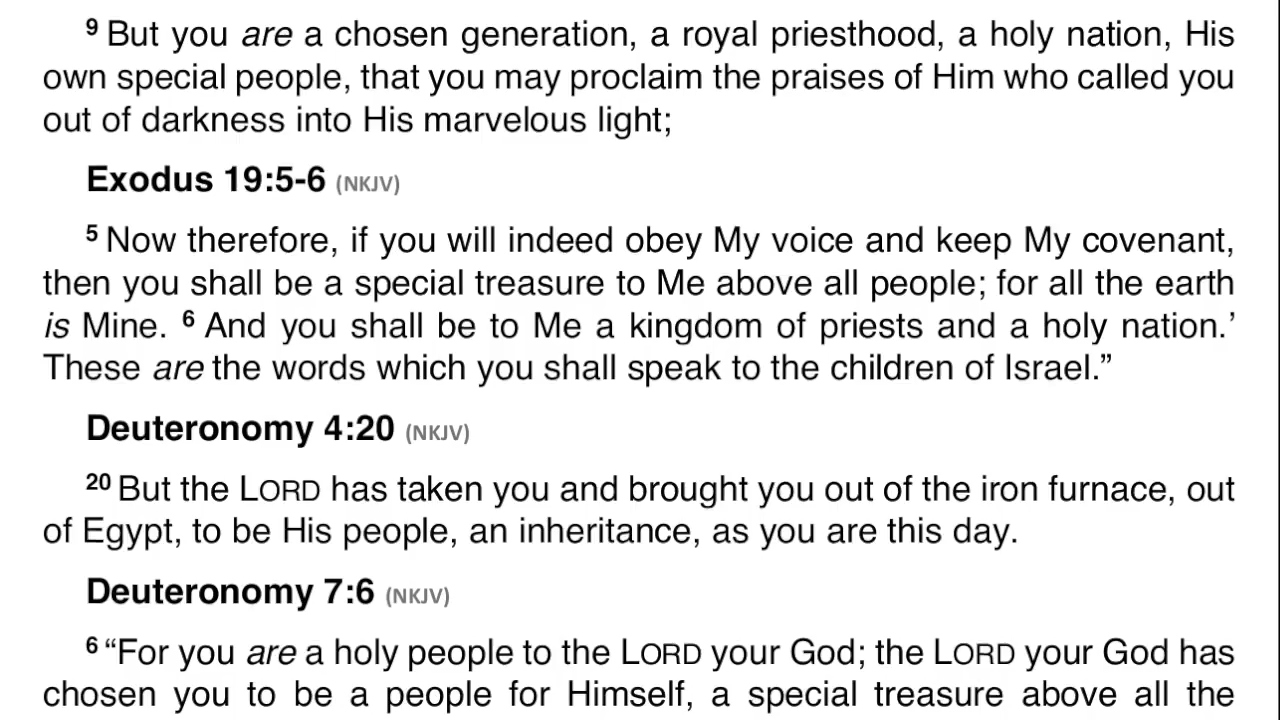 9 But you are a chosen generation, a royal priesthood, a holy nation, His
own special people, that you may proclaim the praises of Him who called you
out of darkness into His marvelous light;
Exodus 19:5-6 (NKJV)
5 Now therefore, if you will indeed obey My voice and keep My covenant,
then you shall be a special treasure to Me above all people; for all the earth
is Mine. 6 And you shall be to Me a kingdom of priests and a holy nation.’
These are the words which you shall speak to the children of Israel.”
Deuteronomy 4:20 (NKJV)
20 But the LORD has taken you and brought you out of the iron furnace, out
of Egypt, to be His people, an inheritance, as you are this day.
Deuteronomy 7:6 (NKJV)
6 “For you are a holy people to the LORD your God; the LORD your God has
chosen you to be a people for Himself, a special treasure above all the